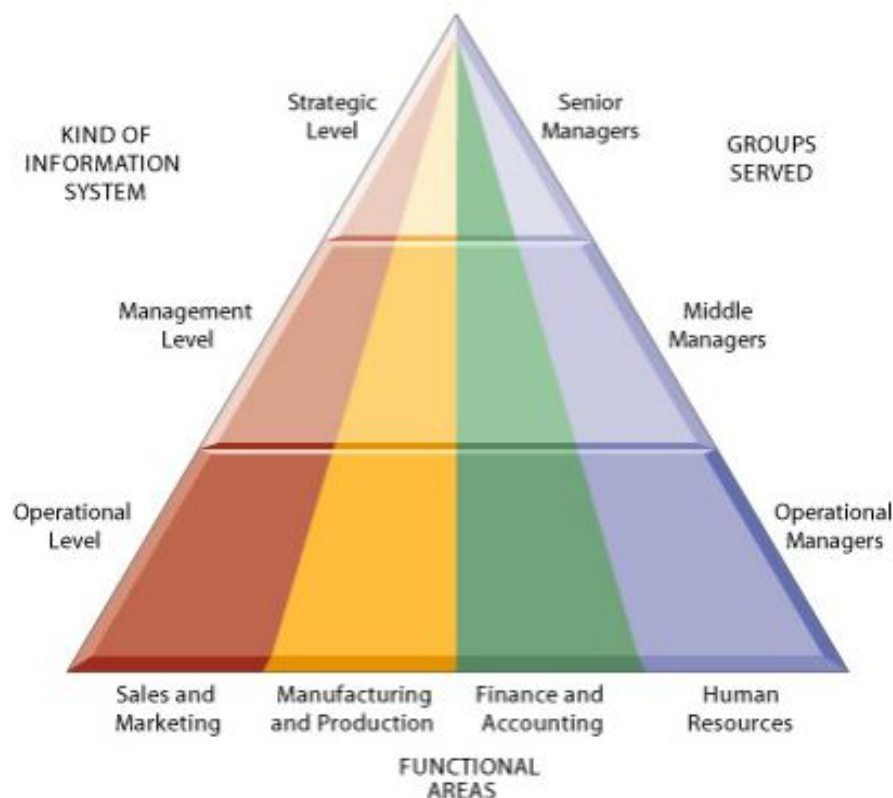 Strategic
Level
Senior
Managers
KIND OF
INFORMATION
SYSTEM
GROUPS
SERVED
Management
Level
Middle
Managers
Operational
Level
Operational
Managers
Sales and
Marketing
Manufacturing
and Production
Finance and
Accounting
Human
Resources
FUNCTIONAL
AREAS